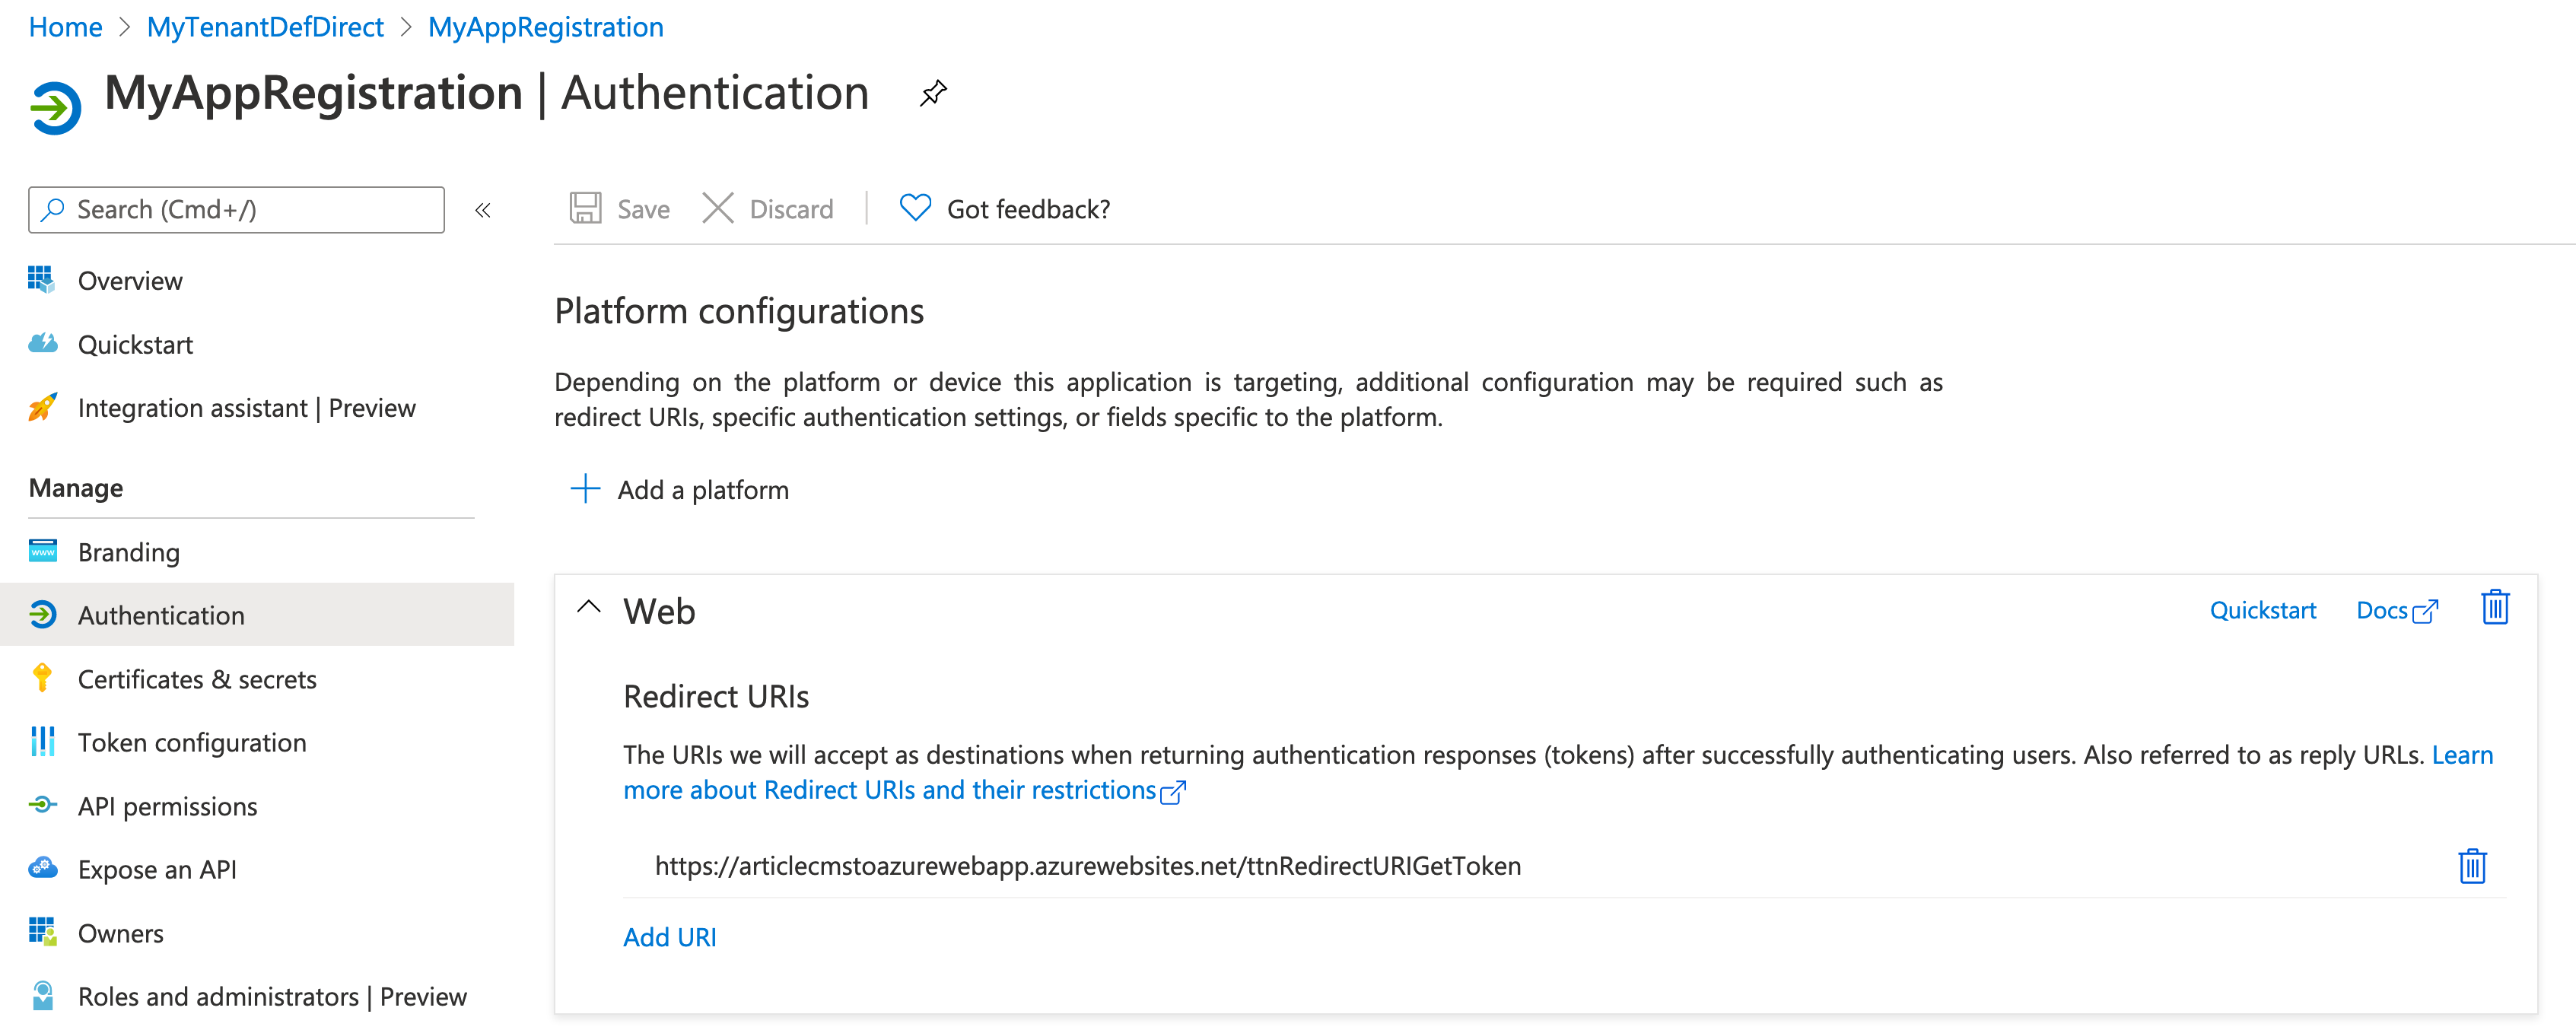 Home > MyTenantDefDirect > MyAppRegistration
MyAppRegistration | Authentication
Search (Cmd+/)
«
Save
Discard
Got feedback?
Overview
Quickstart
Integration assistant | Preview
Manage
Branding
Authentication
Certificates & secrets
Token configuration
API permissions
Expose an API
Owners
Roles and administrators | Preview
Platform configurations
Depending on the platform or device this application is targeting, additional configuration may be required such as
redirect URIs, specific authentication settings, or fields specific to the platform.
Add a platform
Web
Quickstart
Docs
Redirect URIs
The URIs we will accept as destinations when returning authentication responses (tokens) after successfully authenticating users. Also referred to as reply URLs. Learn
more about Redirect URIs and their restrictions
https://articlecmstoazurewebapp.azurewebsites.net/ttnRedirectURIGetToken
Add URI